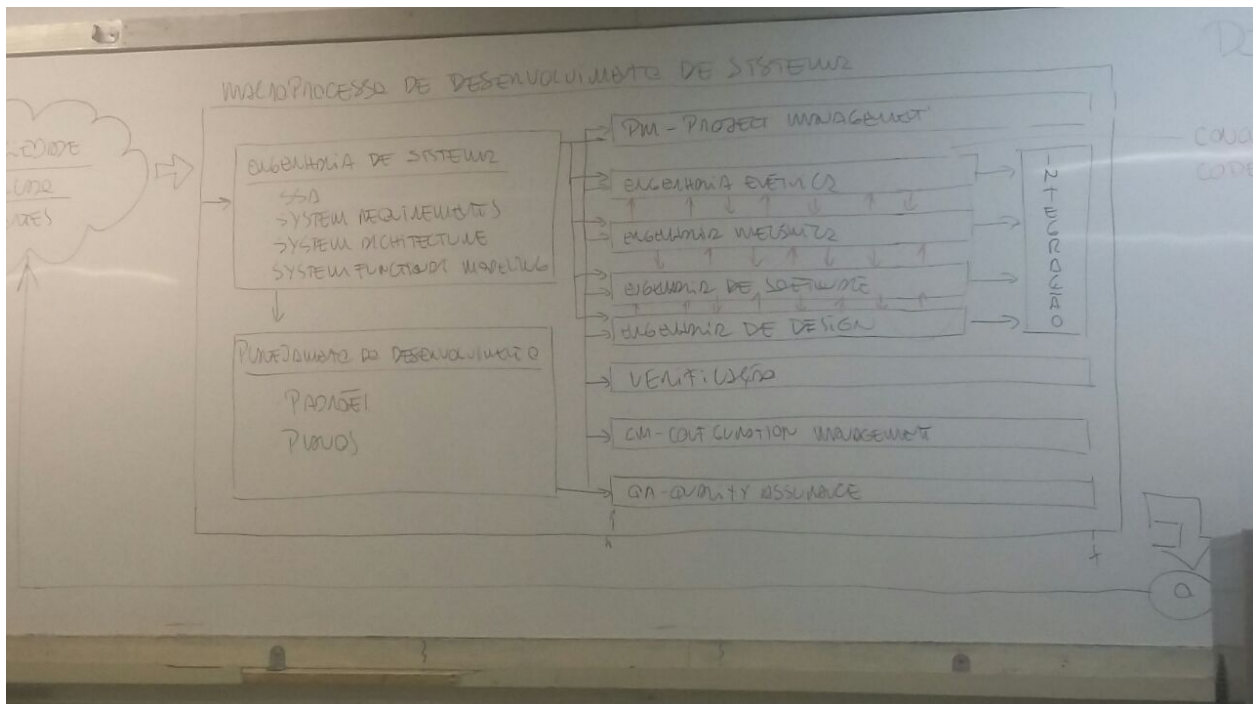 MACROPROCESSO DE DESENVOLVIMENTO DE SISTEMAS
ENGENHARIA DE SISTEMAS
SYSTEM REQUIREMENTS
SYSTEM ARCHITECTURE
SYSTEM FUNCTIONAL MODELING
PLANEJAMENTO DO DESENVOLVIMENTO
PADRÕES
PLANOS
PM - PROJECT MANAGEMENT
ENGENHARIA ELÉTRICA
ENGENHARIA MECÂNICA
ENGENHARIA DE SOFTWARE
ENGENHARIA DE DESIGN
VERIFICAÇÃO
CM - CONFIGURATION MANAGEMENT
QA - QUALITY ASSURANCE
INTEGRAÇÃO